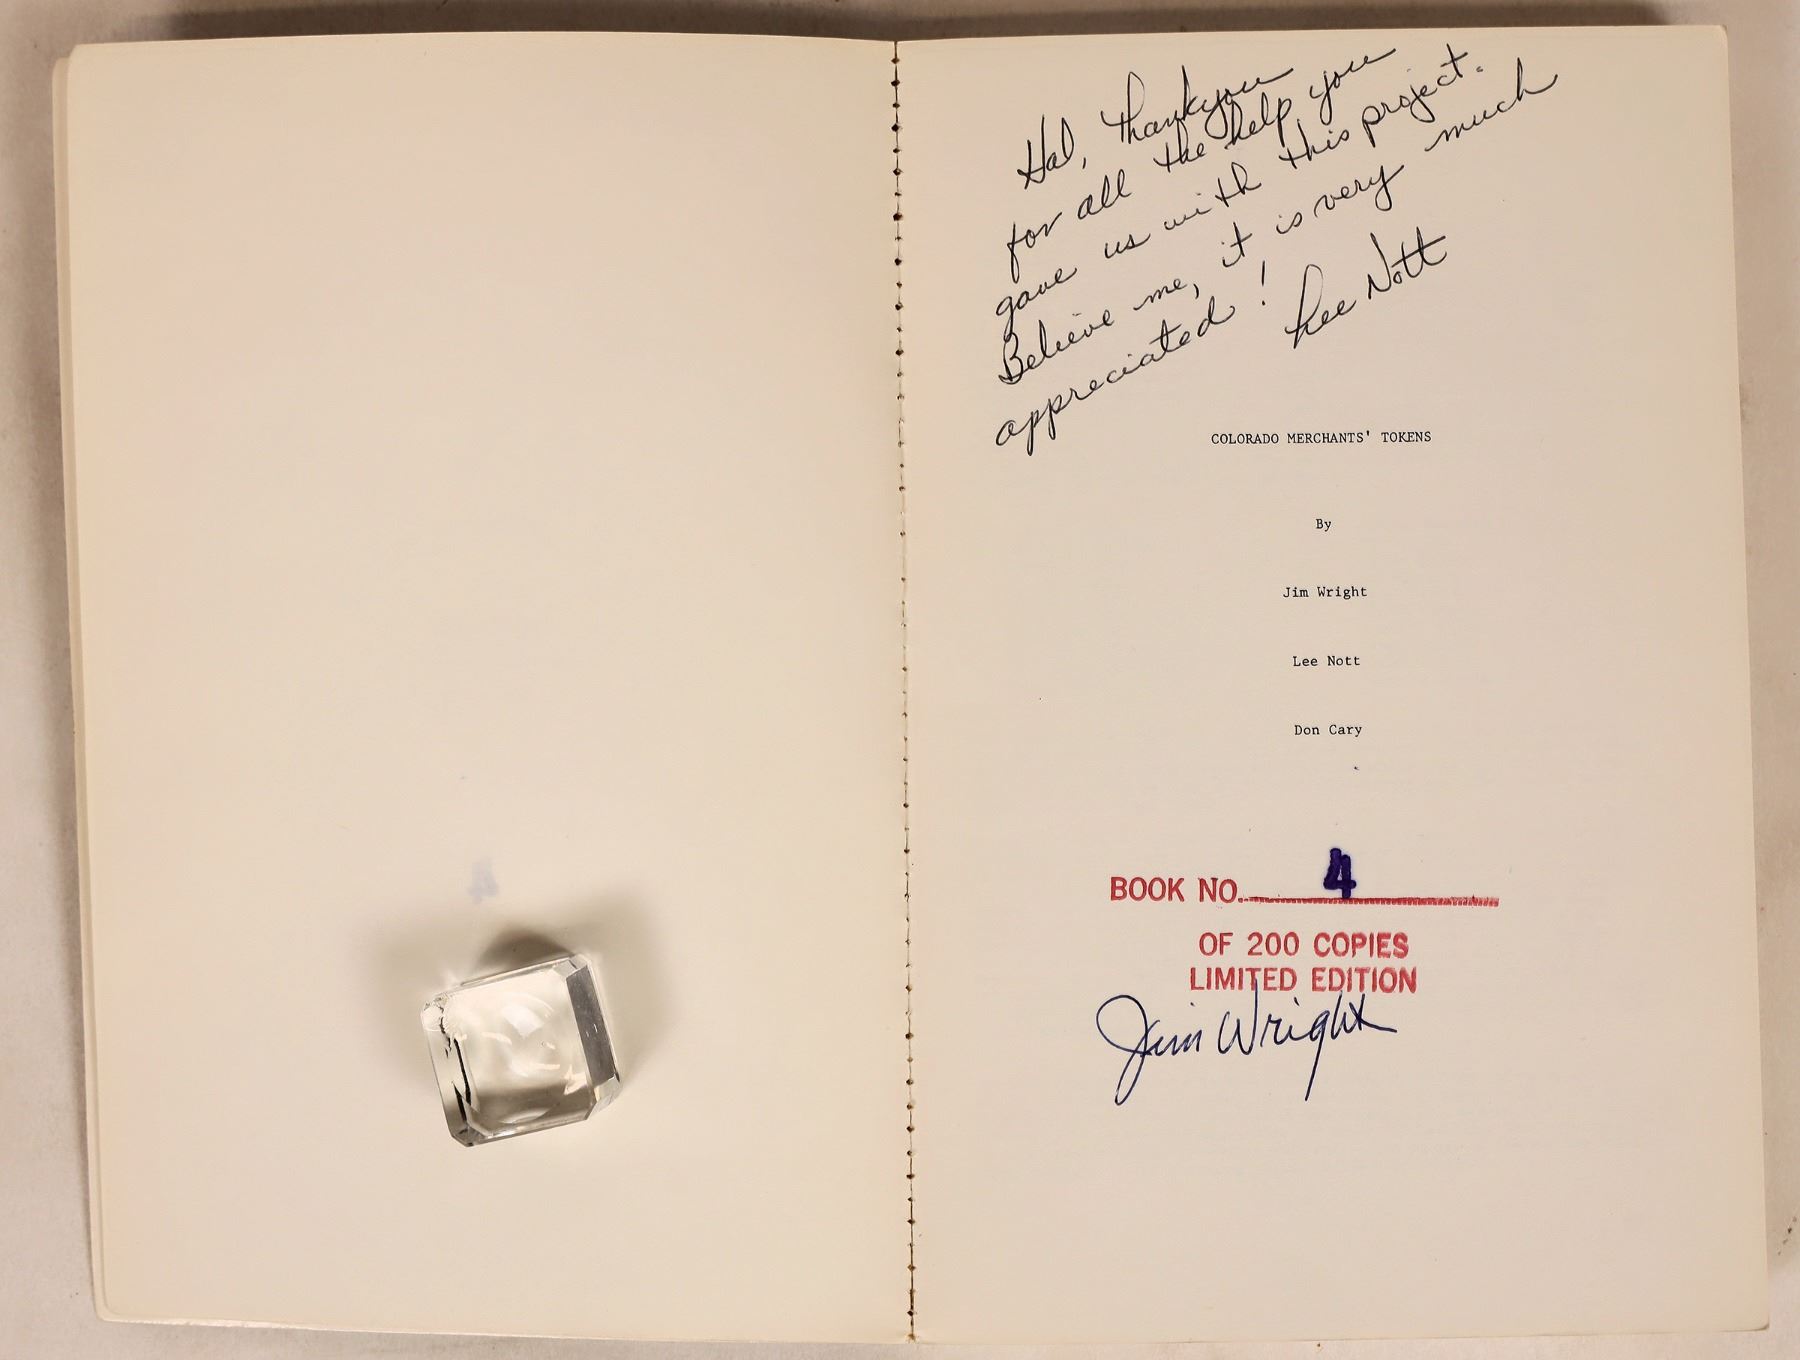 Hal, Thankyou
for all the help you
gave us with this project.
Believe me, it is very much
appreciated! Lee Nott
COLORADO MERCHANTS' TOKENS
By
Jim Wright
Lee Nott
Don Cary
BOOK NO. 4
OF 200 COPIES
LIMITED EDITION
Jim Wright